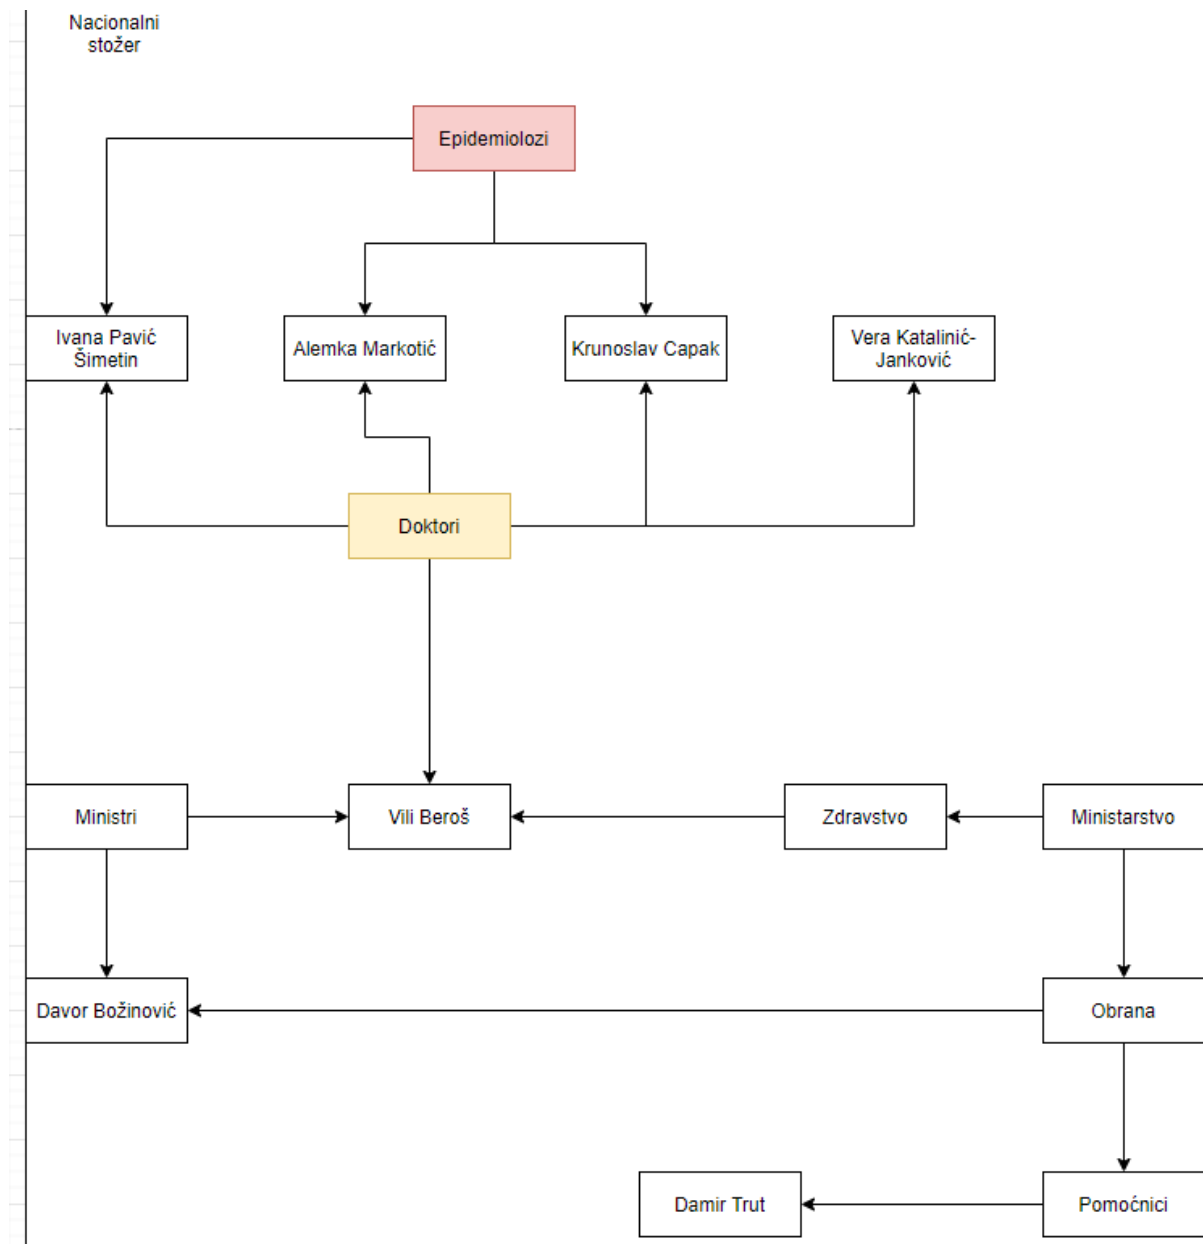 Nacionalni
stožer
Epidemiolozi
Ivana Pavić
Šimetin
Alemka Markotić
Krunoslav Capak
Vera Katalinić-
Janković
Doktori
Ministri
Vili Beroš
Zdravstvo
Ministarstvo
Davor Božinović
Obrana
Damir Trut
Pomoćnici